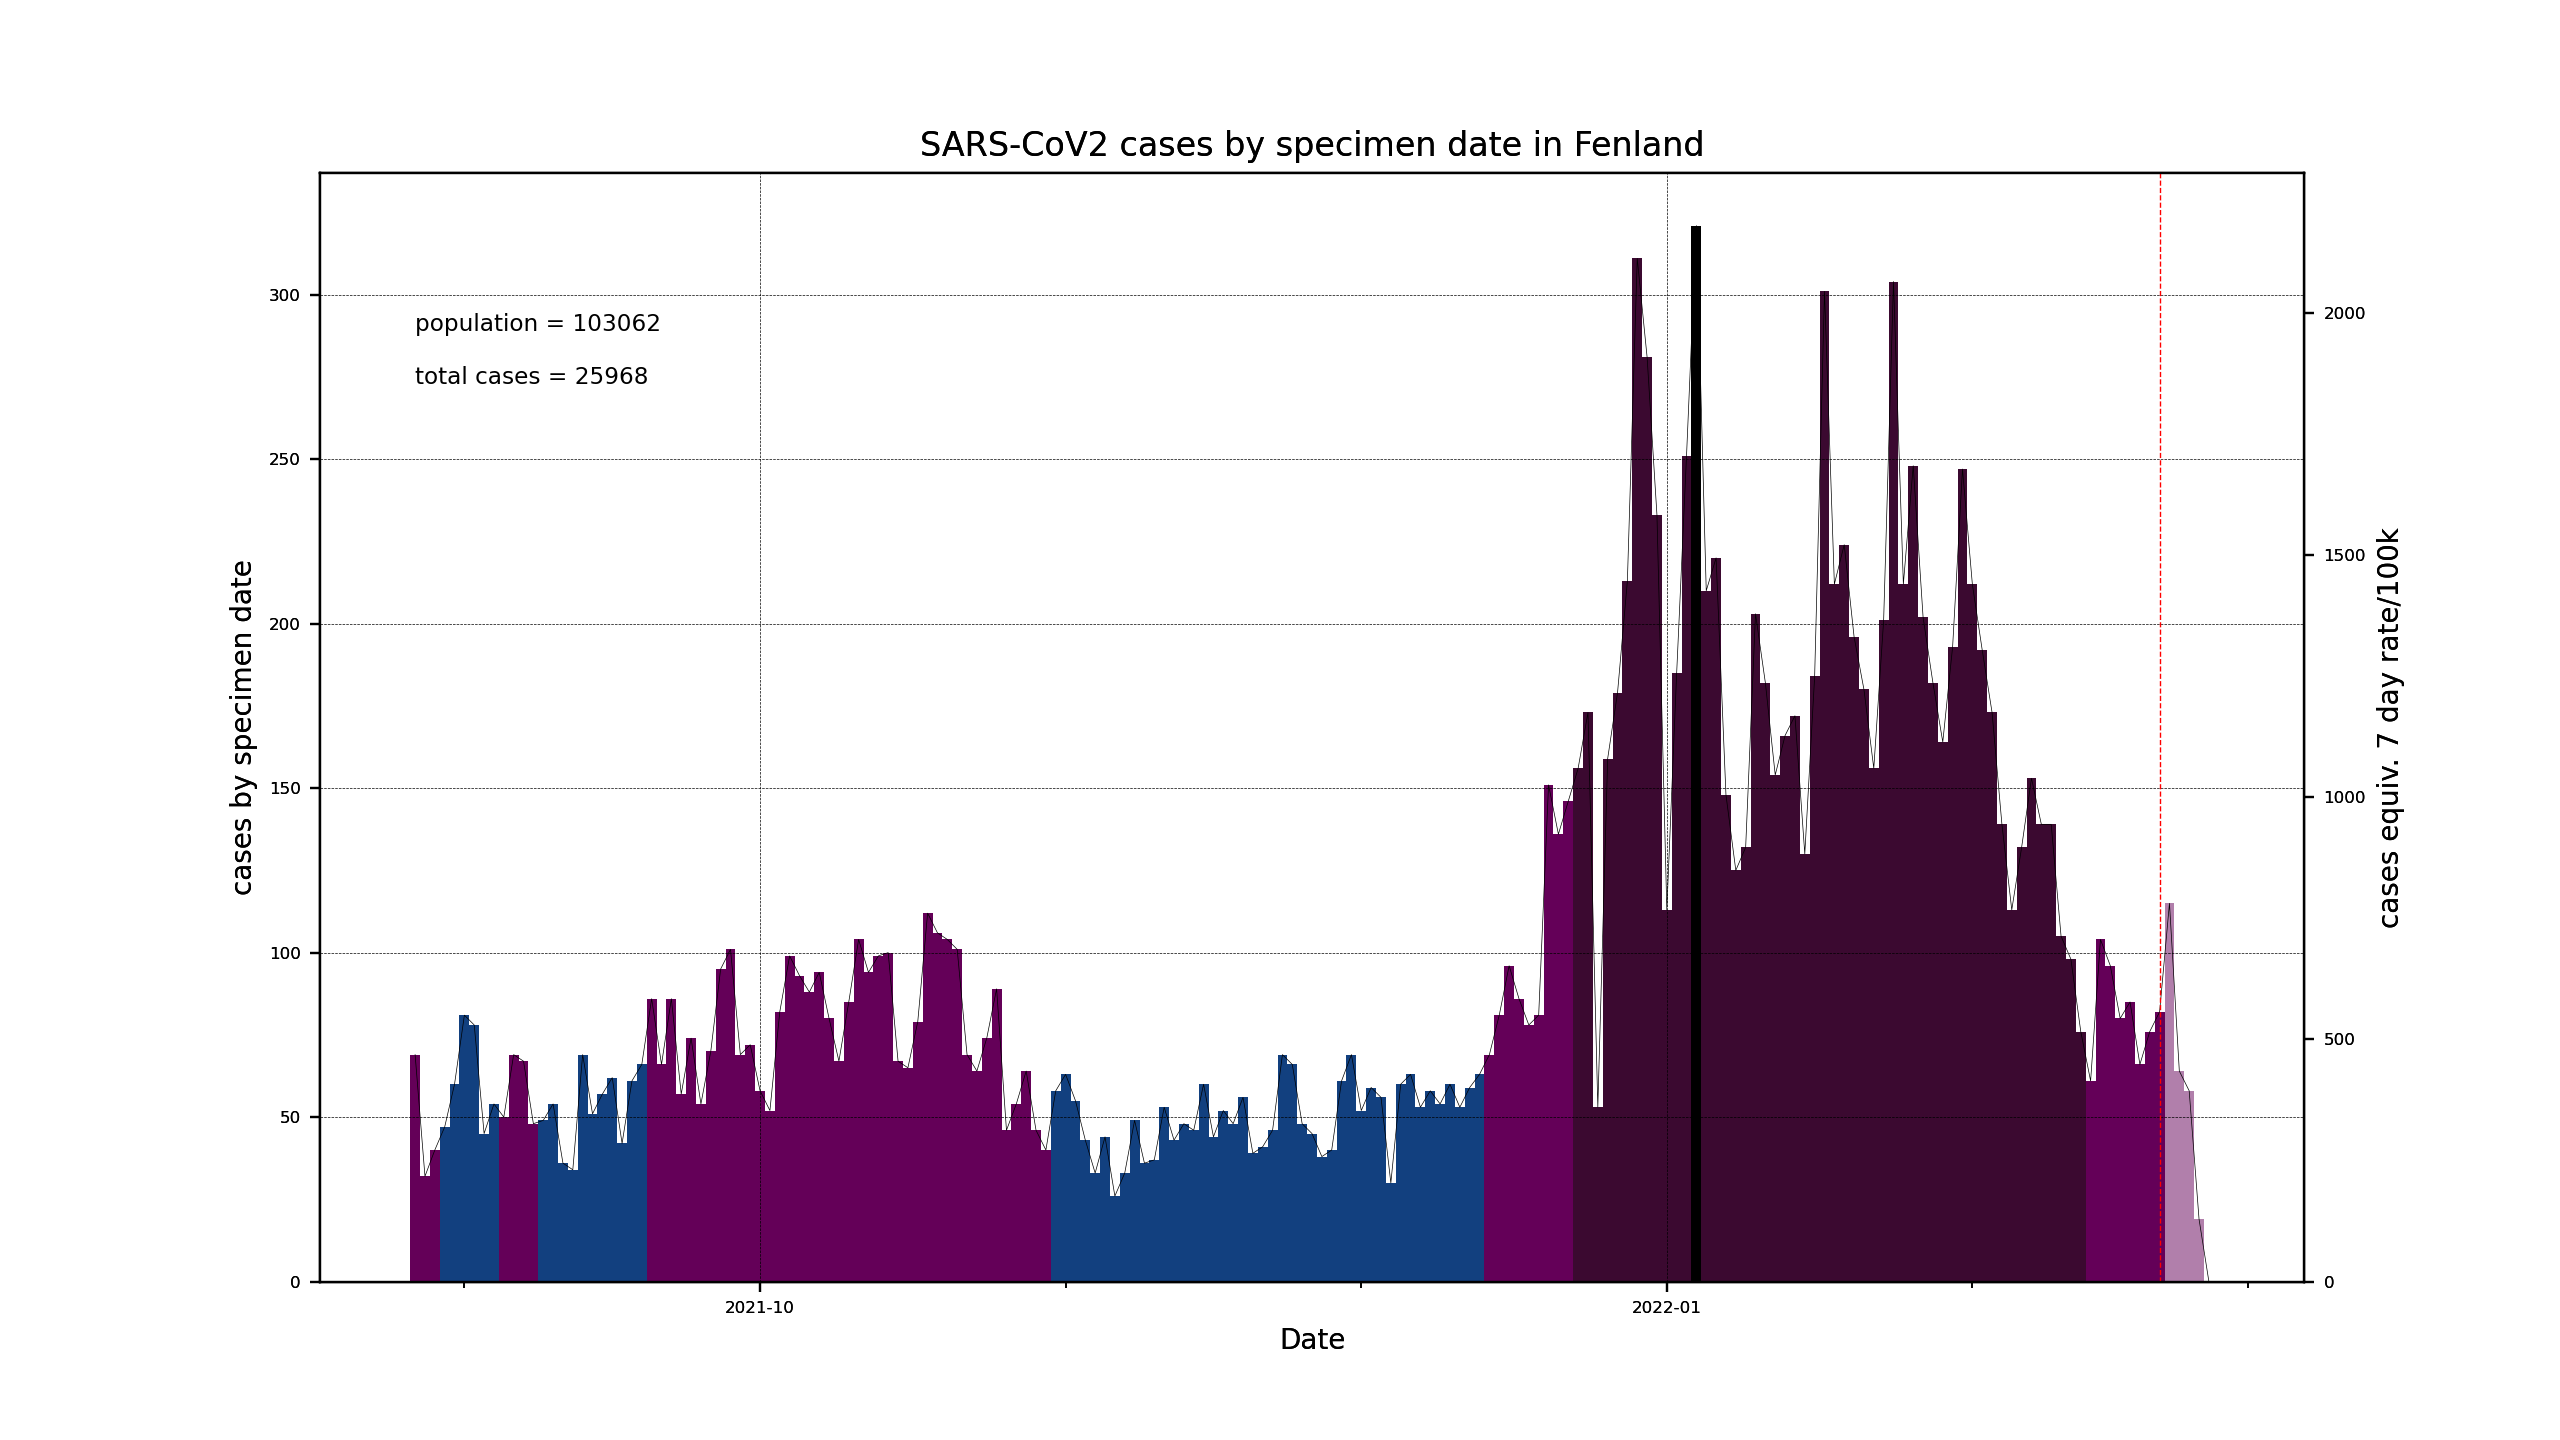 SARS-CoV2 cases by specimen date in Fenland
population = 103062
total cases = 25968
cases by specimen date
300
250
200
150
100
50
0
2000
1500
1000
500
0
cases equiv. 7 day rate/100k
2021-10
2022-01
Date